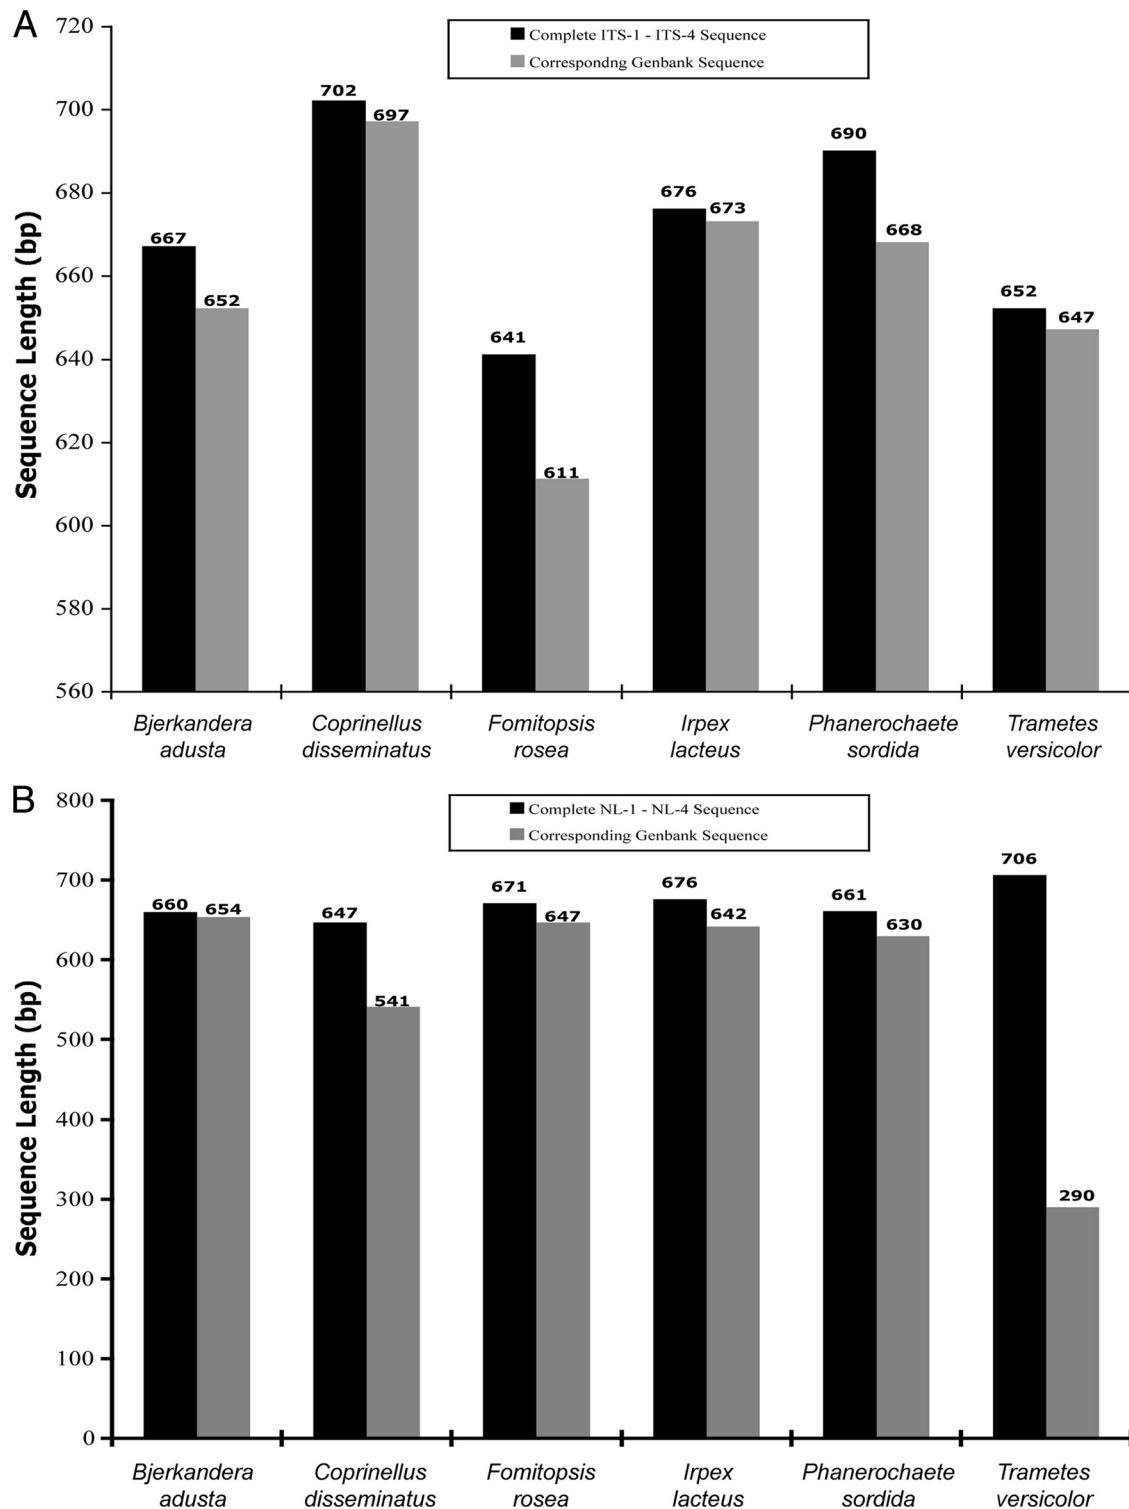 A
720
700
680
660
640
620
600
580
560
Sequence Length (bp)
Complete ITS-1 - ITS-4 Sequence
Correspondng Genbank Sequence
667
652
702
697
641
611
676
673
690
668
652
647
Bjerkandera
adusta
Coprinellus
disseminatus
Fomitopsis
rosea
Irpex
lacteus
Phanerochaete
sordida
Trametes
versicolor
B
800
700
600
500
400
300
200
100
0
Sequence Length (bp)
Complete NL-1 - NL-4 Sequence
Corresponding Genbank Sequence
660
654
647
541
671
647
676
642
661
630
706
290
Bjerkandera
adusta
Coprinellus
disseminatus
Fomitopsis
rosea
Irpex
lacteus
Phanerochaete
sordida
Trametes
versicolor